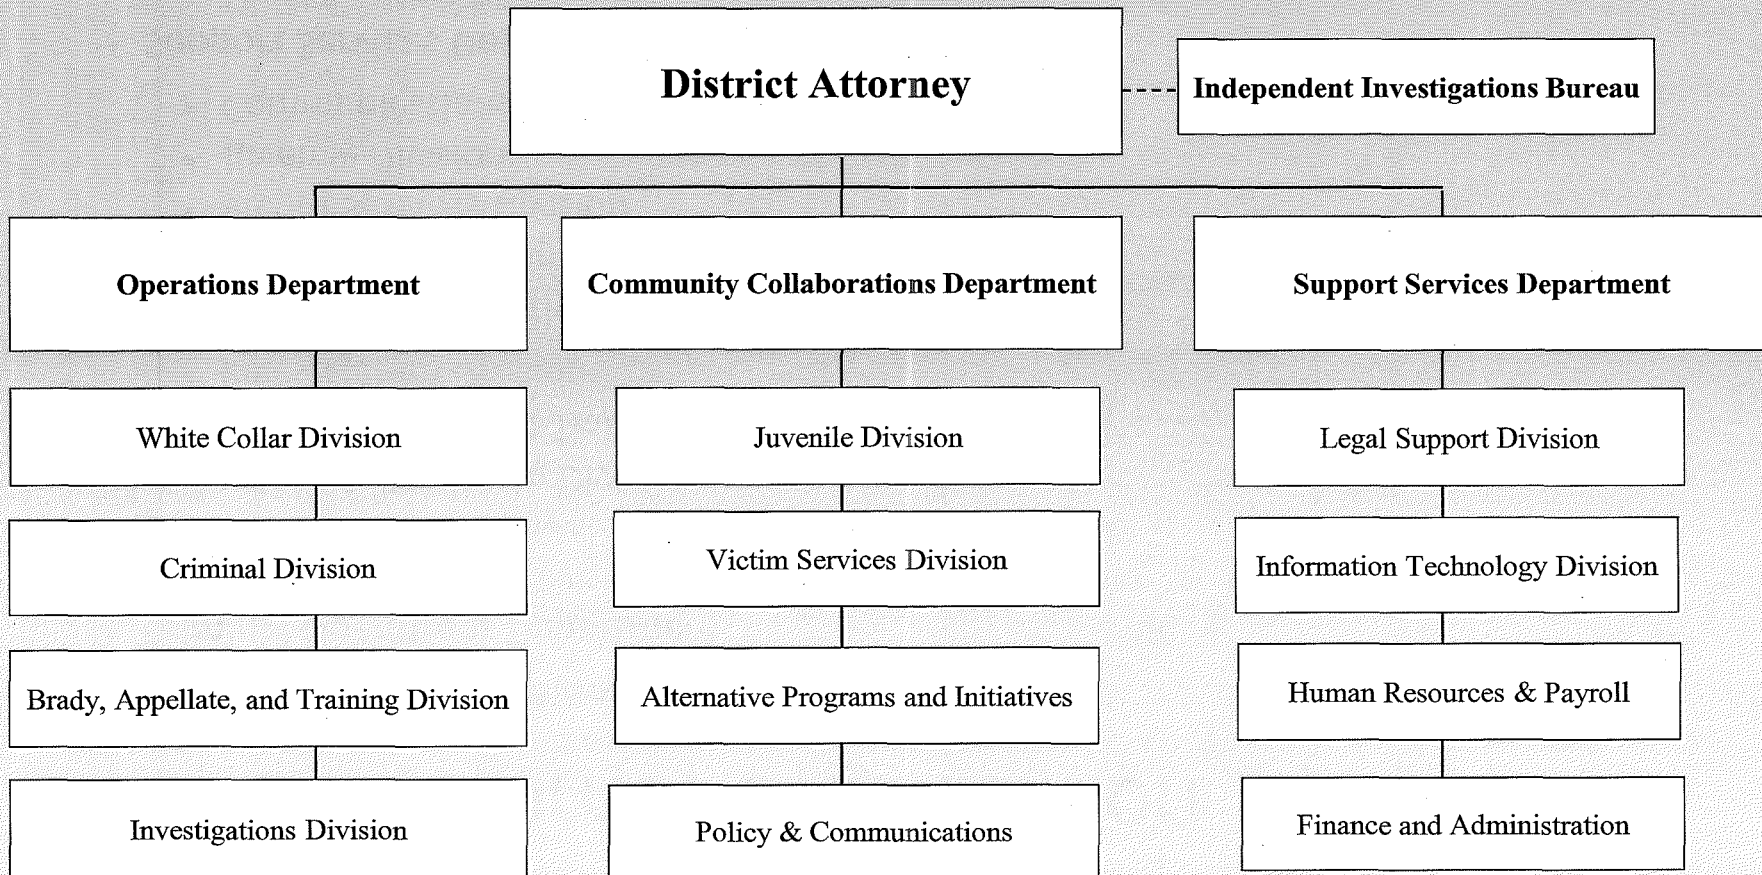 District Attorney
Independent Investigations Bureau
Operations Department
Community Collaborations Department
Support Services Department
White Collar Division
Juvenile Division
Legal Support Division
Criminal Division
Victim Services Division
Information Technology Division
Brady, Appellate, and Training Division
Alternative Programs and Initiatives
Human Resources & Payroll
Investigations Division
Policy & Communications
Finance and Administration